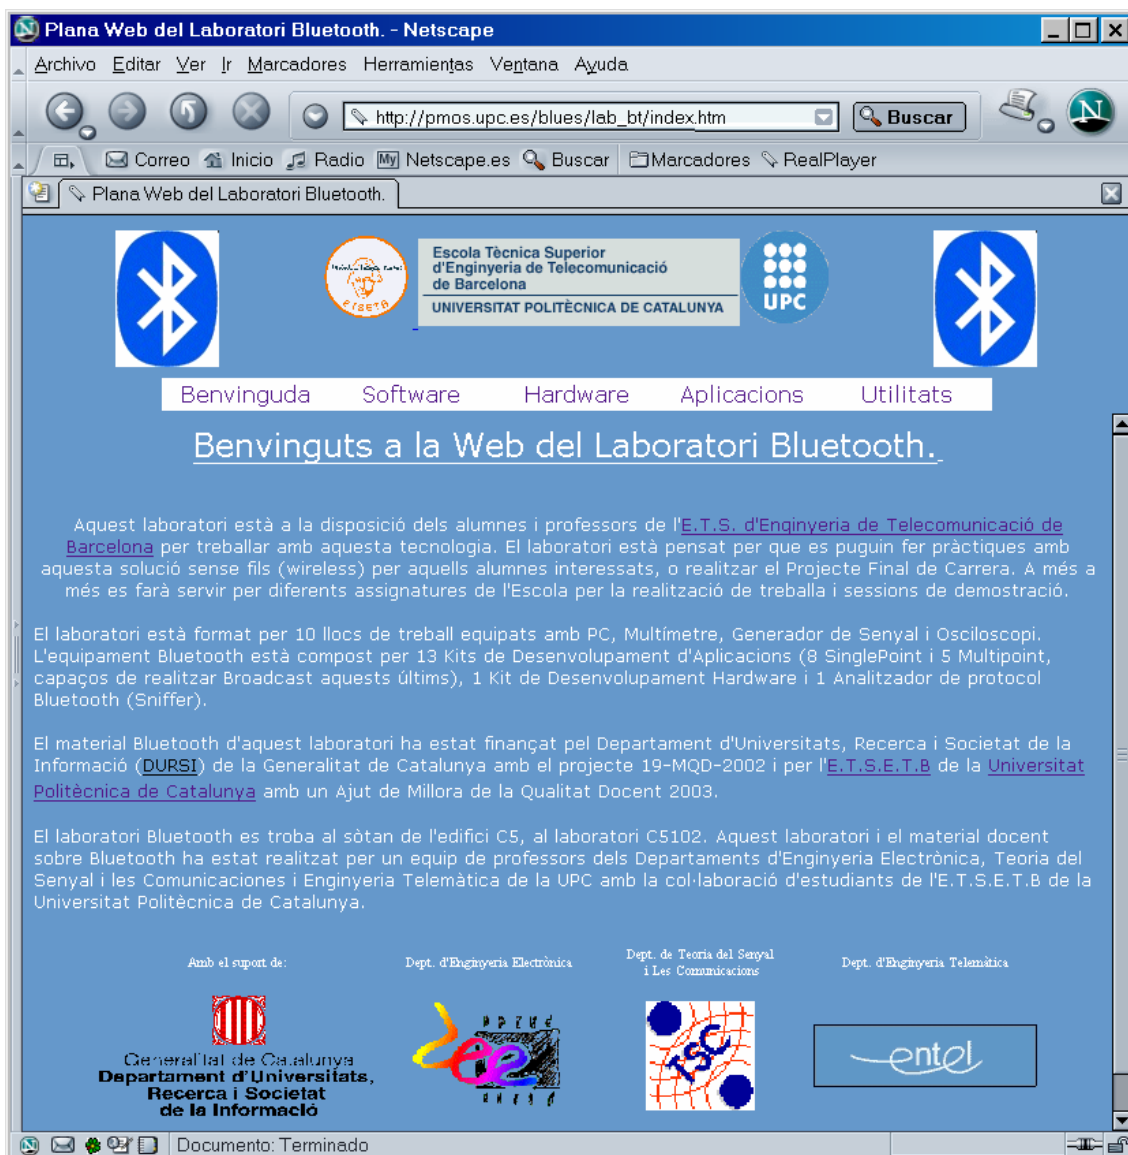 Plana Web del Laboratori Bluetooth. - Netscape
Archivo Editar Ver Ir Marcadores Herramientas Ventana Ayuda
http://pmos.upc.es/blues/lab_bt/index.htm
Buscar
N
Correo Inicio Radio My Netscape.es Buscar Marcadores RealPlayer
Plana Web del Laboratori Bluetooth.
Escola Tècnica Superior
d'Enginyeria de Telecomunicació
de Barcelona
UNIVERSITAT POLITÈCNICA DE CATALUNYA
UPC
Benvinguda Software Hardware Aplicacions Utilitats
Benvinguts a la Web del Laboratori Bluetooth.
Aquest laboratori està a la disposició dels alumnes i professors de l'E.T.S. d'Enginyeria de Telecomunicació de
Barcelona per treballar amb aquesta tecnologia. El laboratori està pensat per que es puguin fer pràctiques amb
aquesta solució sense fils (wireless) per aquells alumnes interessats, o realitzar el Projecte Final de Carrera. A més a
més es farà servir per diferents assignatures de l'Escola per la realització de treballa i sessions de demostració.
El laboratori està format per 10 llocs de treball equipats amb PC, Multímetre, Generador de Senyal i Osciloscopi.
L'equipament Bluetooth està compost per 13 Kits de Desenvolupament d'Aplicacions (8 SinglePoint i 5 Multipoint,
capaços de realitzar Broadcast aquests últims), 1 Kit de Desenvolupament Hardware i 1 Analitzador de protocol
Bluetooth (Sniffer).
El material Bluetooth d'aquest laboratori ha estat finançat pel Departament d'Universitats, Recerca i Societat de la
Informació (DURSI) de la Generalitat de Catalunya amb el projecte 19-MQD-2002 i per l'E.T.S.E.T.B de la Universitat
Politècnica de Catalunya amb un Ajut de Millora de la Qualitat Docent 2003.
El laboratori Bluetooth es troba al sòtan de l'edifici C5, al laboratori C5102. Aquest laboratori i el material docent
sobre Bluetooth ha estat realitzat per un equip de professors dels Departaments d'Enginyeria Electrònica, Teoria del
Senyal i les Comunicaciones i Enginyeria Telemàtica de la UPC amb la col·laboració d'estudiants de l'E.T.S.E.T.B de la
Universitat Politècnica de Catalunya.
Amb el suport de:
Dept. d'Enginyeria Electrònica
Dept. de Teoria del Senyal
i Les Comunicacions
Dept. d'Enginyeria Telemàtica
Generalitat de Catalunya
Departament d'Universitats,
Recerca i Societat
de la Informació
eee
TSC
entel
Documento: Terminado